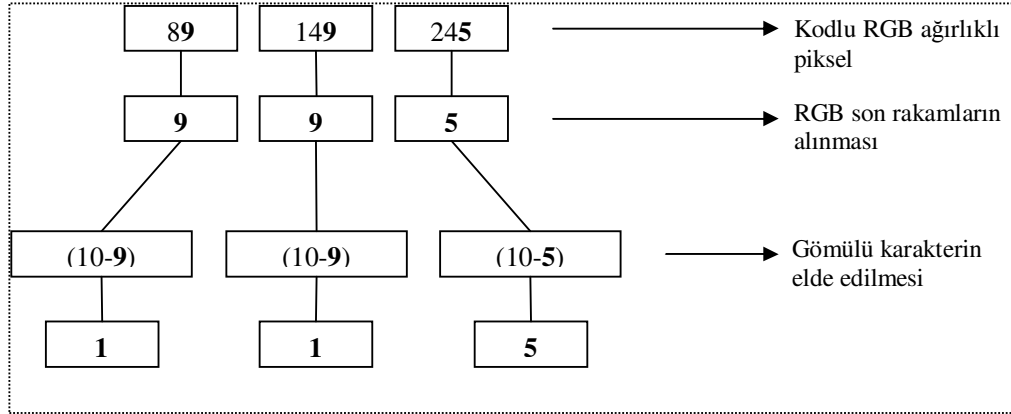 89 149 245 Kodlu RGB ağırlıklı
piksel
9 9 5 RGB son rakamların
alınması
(10-9) (10-9) (10-5) Gömülü karakterin
elde edilmesi
1 1 5